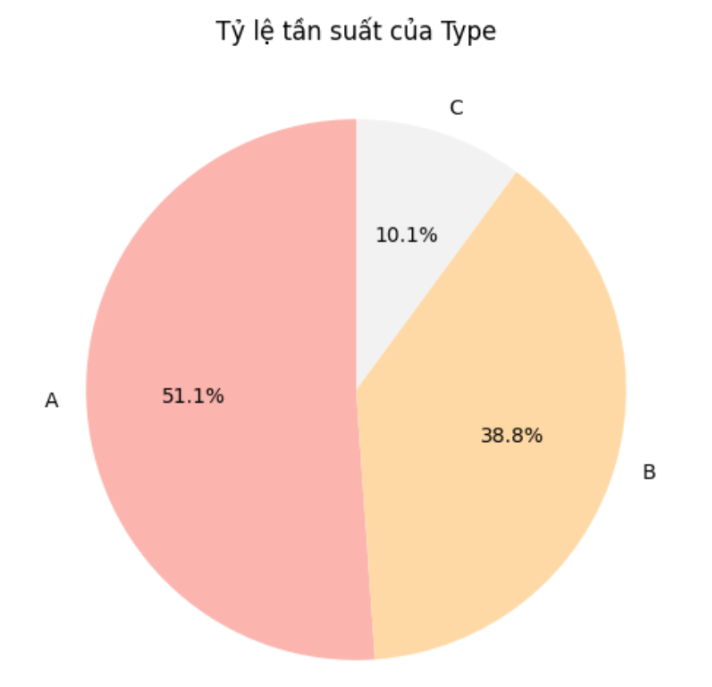 Tỷ lệ tần suất của Type
C
10.1%
A
51.1%
38.8%
B